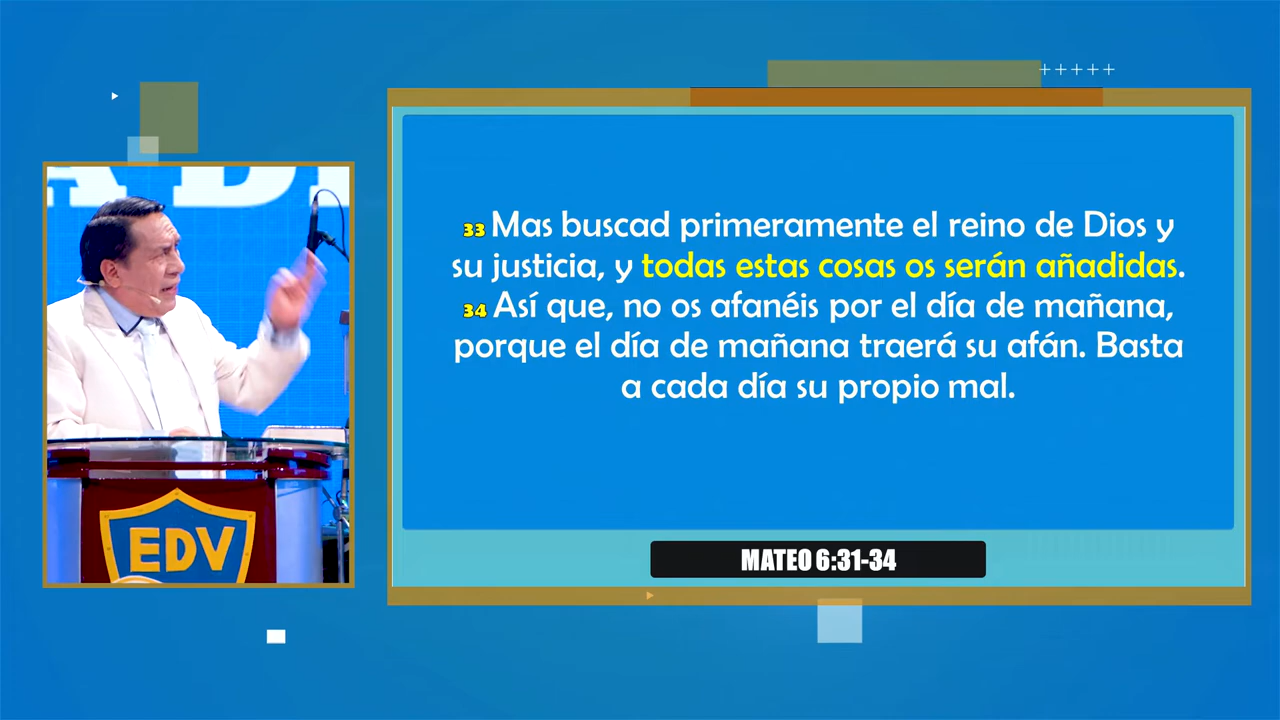 A DE
EDV
+++++
33 Mas buscad primeramente el reino de Dios y
su justicia, y todas estas cosas os serán añadidas.
34 Así que, no os afanéis por el día de mañana,
porque el día de mañana traerá su afán. Basta
a cada día su propio mal.
MATEO 6:31-34